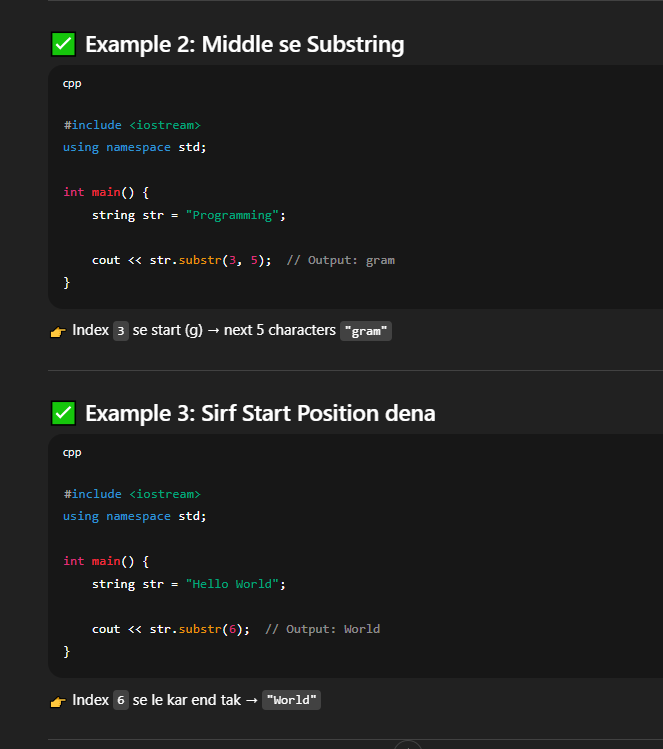 ✅ Example 2: Middle se Substring
cpp
#include <iostream>
using namespace std;
int main() {
    string str = "Programming";
    cout << str.substr(3, 5);  // Output: gram
}
👉 Index 3 se start (g) → next 5 characters "gram"
✅ Example 3: Sirf Start Position dena
cpp
#include <iostream>
using namespace std;
int main() {
    string str = "Hello World";
    cout << str.substr(6);  // Output: World
}
👉 Index 6 se le kar end tak → "World"